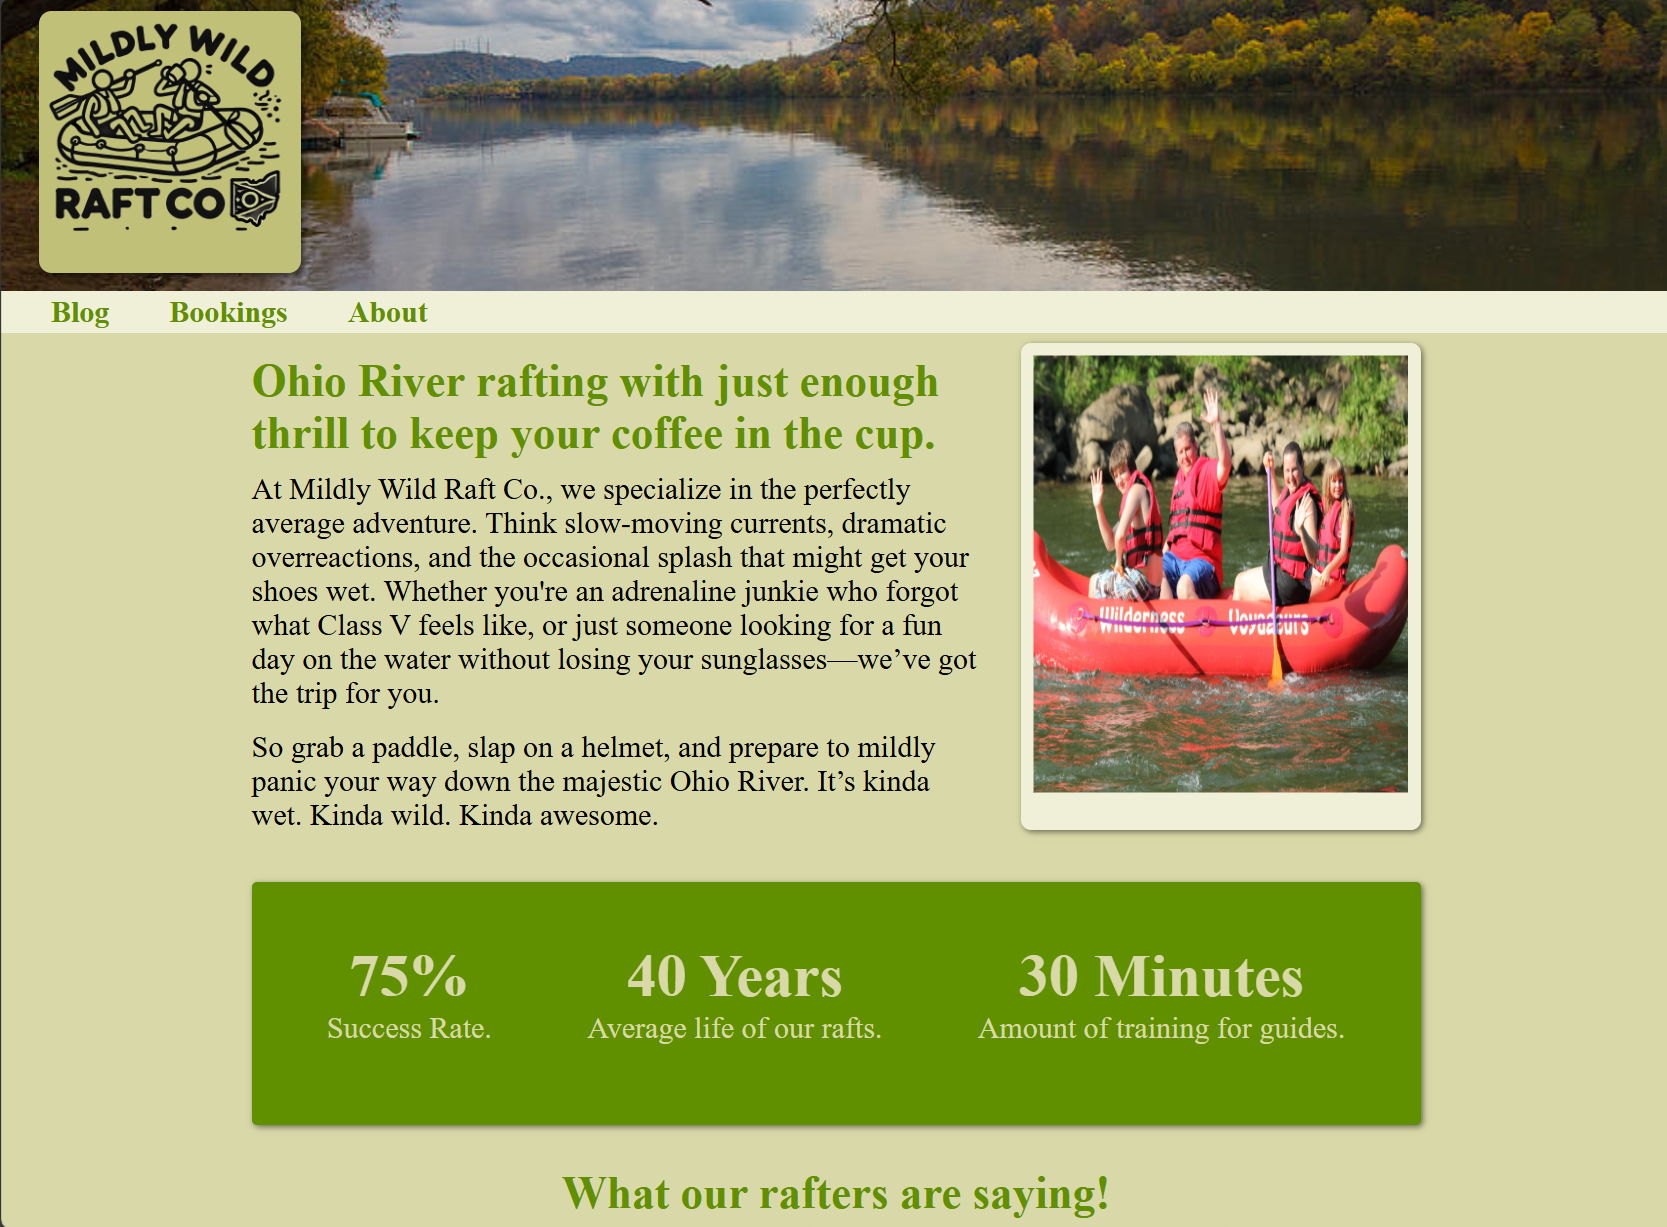 MILDLY WILD
RAFT CO
Blog Bookings About
Ohio River rafting with just enough
thrill to keep your coffee in the cup.
At Mildly Wild Raft Co., we specialize in the perfectly
average adventure. Think slow-moving currents, dramatic
overreactions, and the occasional splash that might get your
shoes wet. Whether you're an adrenaline junkie who forgot
what Class V feels like, or just someone looking for a fun
day on the water without losing your sunglasses—we’ve got
the trip for you.
So grab a paddle, slap on a helmet, and prepare to mildly
panic your way down the majestic Ohio River. It’s kinda
wet. Kinda wild. Kinda awesome.
Wilderness Voyageurs
75%
Success Rate.
40 Years
Average life of our rafts.
30 Minutes
Amount of training for guides.
What our rafters are saying!